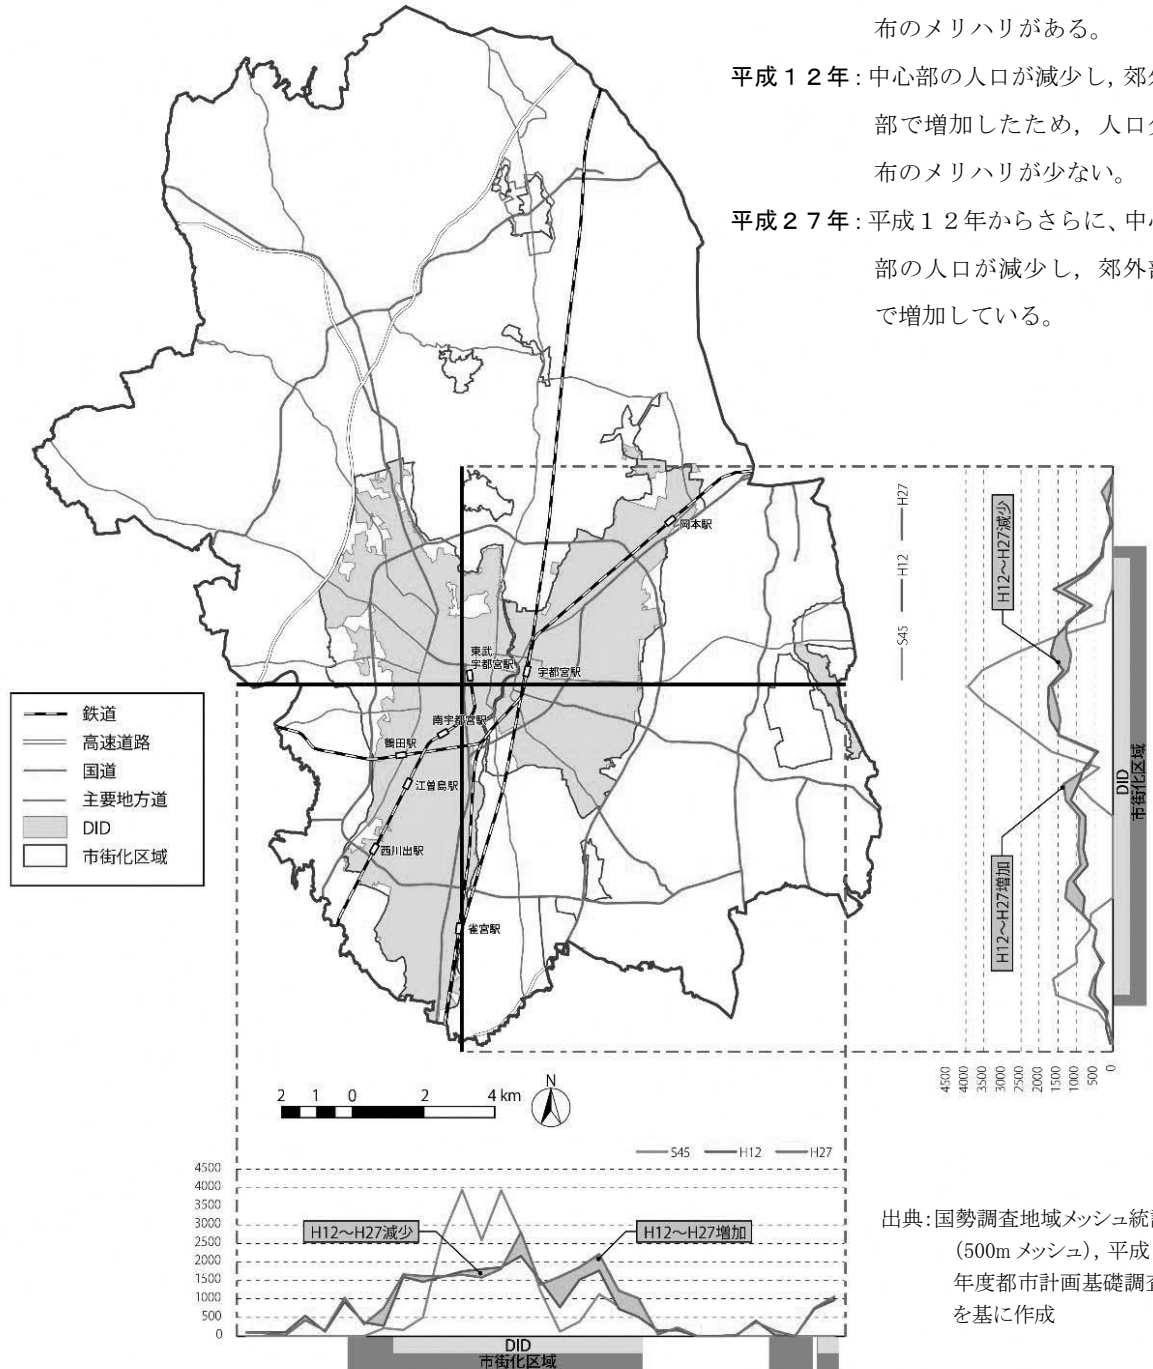 布のメリハリがある。
平成１２年：中心部の人口が減少し，郊外
部で増加したため，人口分
布のメリハリが少ない。
平成２７年：平成１２年からさらに、中心
部の人口が減少し，郊外部
で増加している。
岡本駅
東武
宇都宮駅
宇都宮駅
南宇都宮駅
鶴田駅
江曽島駅
西川田駅
雀宮駅
鉄道
高速道路
国道
主要地方道
DID
市街化区域
S45 H12 H27
H12～H27減少
H12～H27増加
DID
市街化区域
4500 4000 3500 3000 2500 2000 1500 1000 500 0
2 1 0 2 4 km
N
S45 H12 H27
4500
4000
3500
3000
2500
2000
1500
1000
500
0
H12～H27減少
H12～H27増加
DID
市街化区域
出典：国勢調査地域メッシュ統計
（500m メッシュ），平成
年度都市計画基礎調査
を基に作成